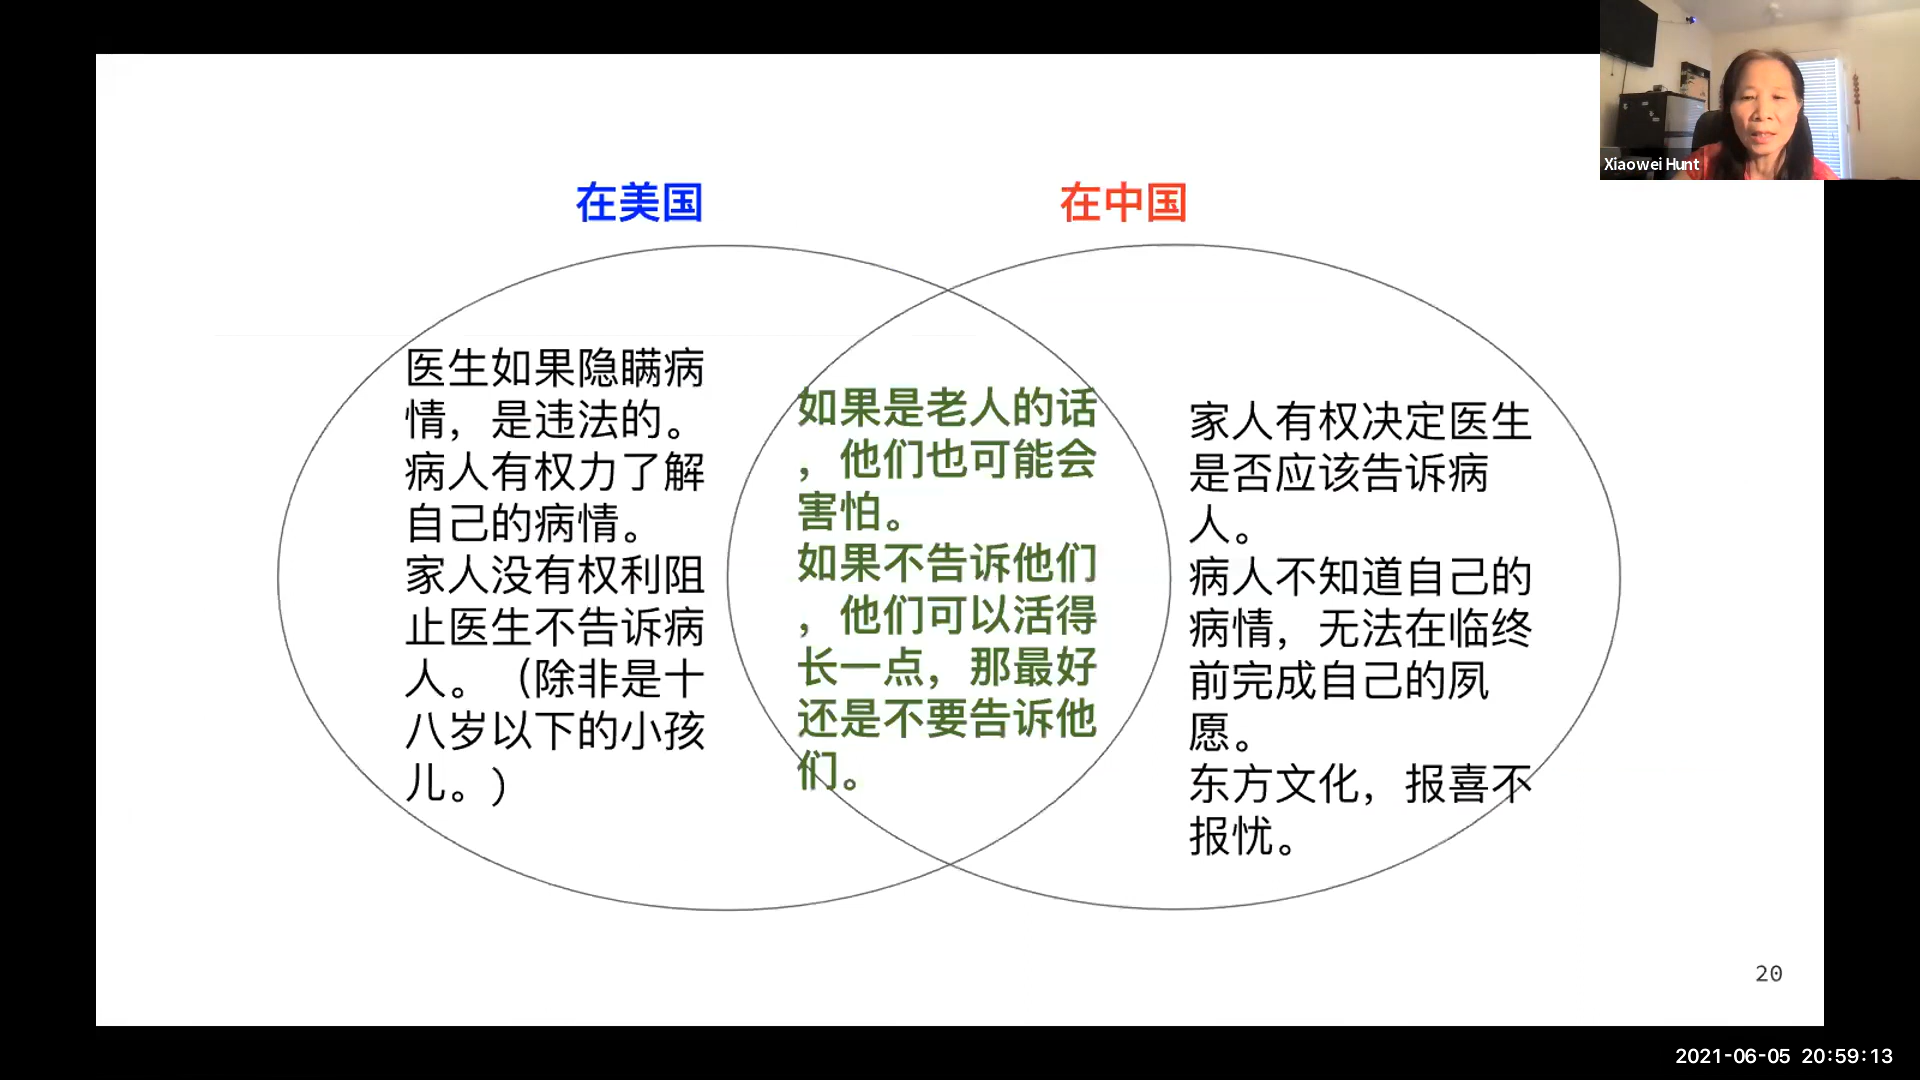 Xiaowei Hunt
在美国
在中国
医生如果隐瞒病
情，是违法的。
病人有权力了解
自己的病情。
家人没有权利阻
止医生不告诉病
人。（除非是十
八岁以下的小孩
儿。)
如果是老人的话
，他们也可能会
害怕。
如果不告诉他们
，他们可以活得
长一点，那最好
还是不要告诉他
们。
家人有权决定医生
是否应该告诉病
人。
病人不知道自己的
病情，无法在临终
前完成自己的夙
愿。
东方文化，报喜不
报忧。
20
2021-06-05 20:59:13